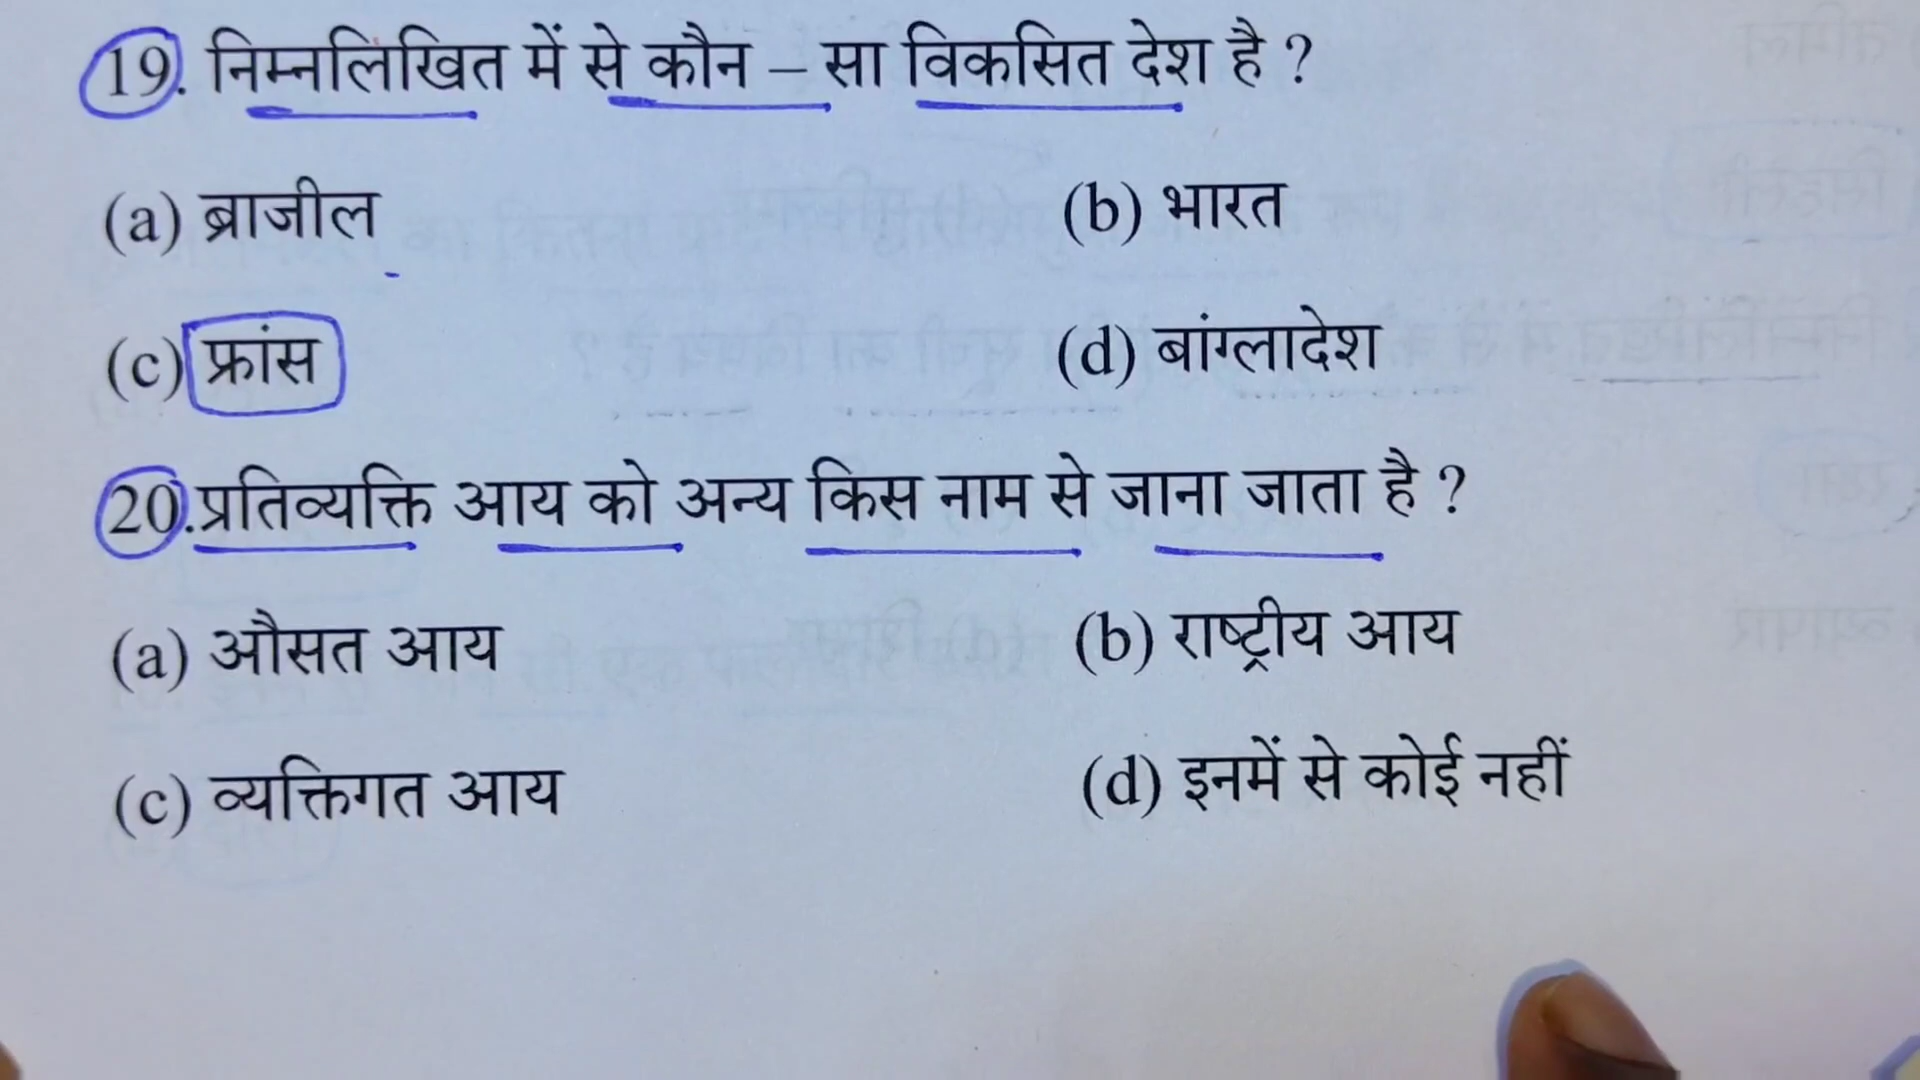 19. निम्नलिखित में से कौन – सा विकसित देश है ?
(a) ब्राजील (b) भारत
(c) फ्रांस (d) बांग्लादेश
20. प्रतिव्यक्ति आय को अन्य किस नाम से जाना जाता है ?
(a) औसत आय (b) राष्ट्रीय आय
(c) व्यक्तिगत आय (d) इनमें से कोई नहीं